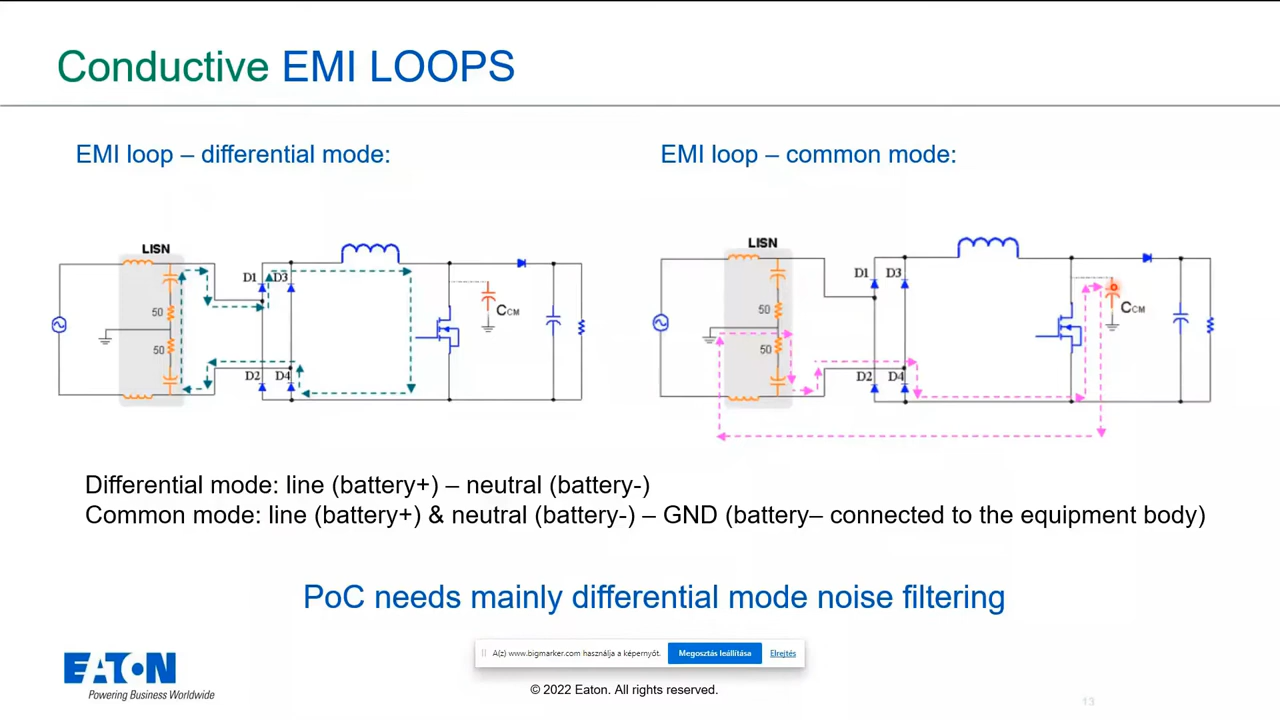 Conductive EMI LOOPS
EMI loop – differential mode:
EMI loop – common mode:
LISN
D1
D3
50
50
D2
D4
CCM
LISN
D1
D3
50
50
D2
D4
CCM
Differential mode: line (battery+) – neutral (battery-)
Common mode: line (battery+) & neutral (battery-) – GND (battery– connected to the equipment body)
PoC needs mainly differential mode noise filtering
A(z) www.bigmarker.com használja a képernyőt.
Megosztás leállítása
Elrejtés
EATON
Powering Business Worldwide
© 2022 Eaton. All rights reserved.
13